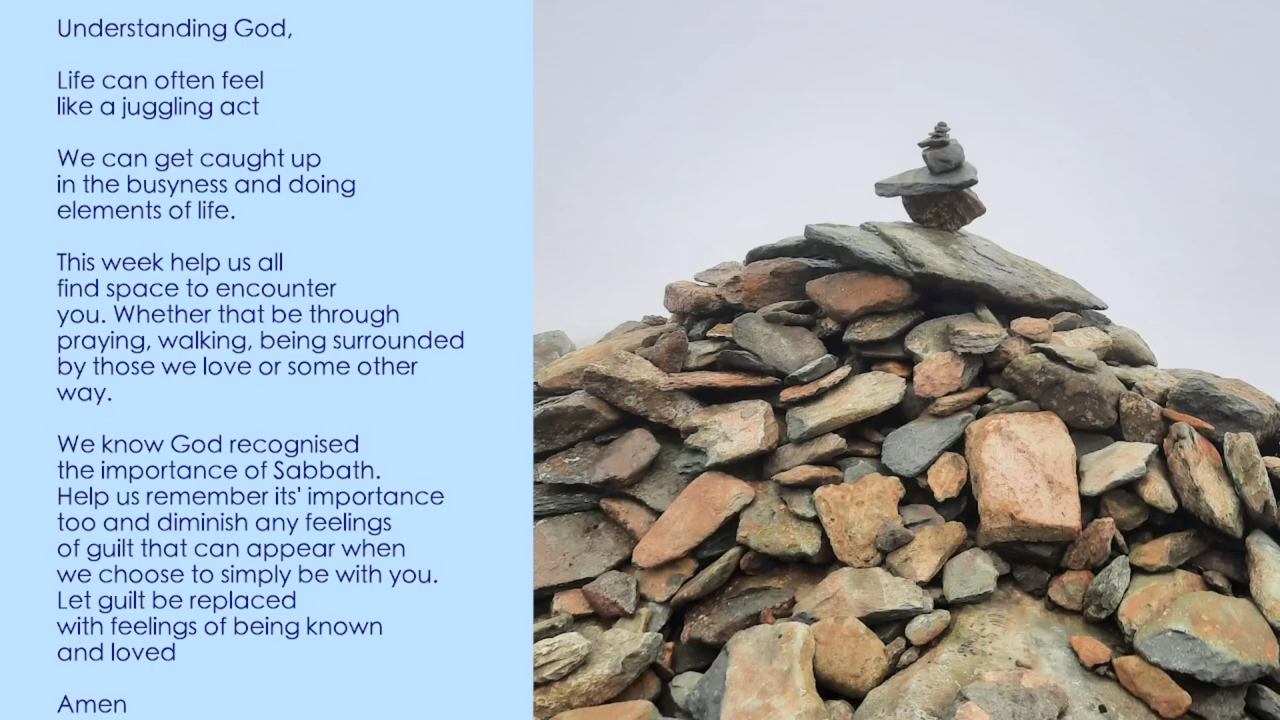 Understanding God,
Life can often feel
like a juggling act
We can get caught up
in the busyness and doing
elements of life.
This week help us all
find space to encounter
you. Whether that be through
praying, walking, being surrounded
by those we love or some other
way.
We know God recognised
the importance of Sabbath.
Help us remember its' importance
too and diminish any feelings
of guilt that can appear when
we choose to simply be with you.
Let guilt be replaced
with feelings of being known
and loved
Amen